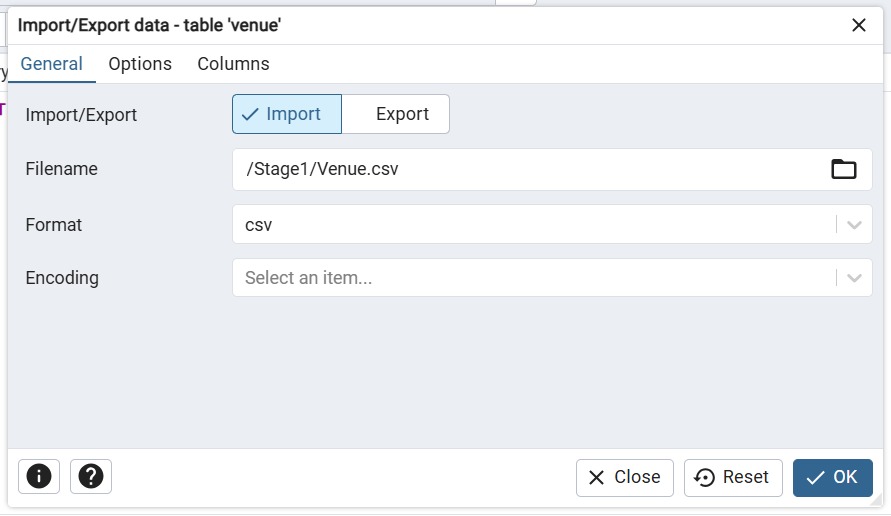 Import/Export data - table 'venue'
General Options Columns
Import/Export Import Export
Filename /Stage1/Venue.csv
Format csv
Encoding Select an item...
Close Reset OK